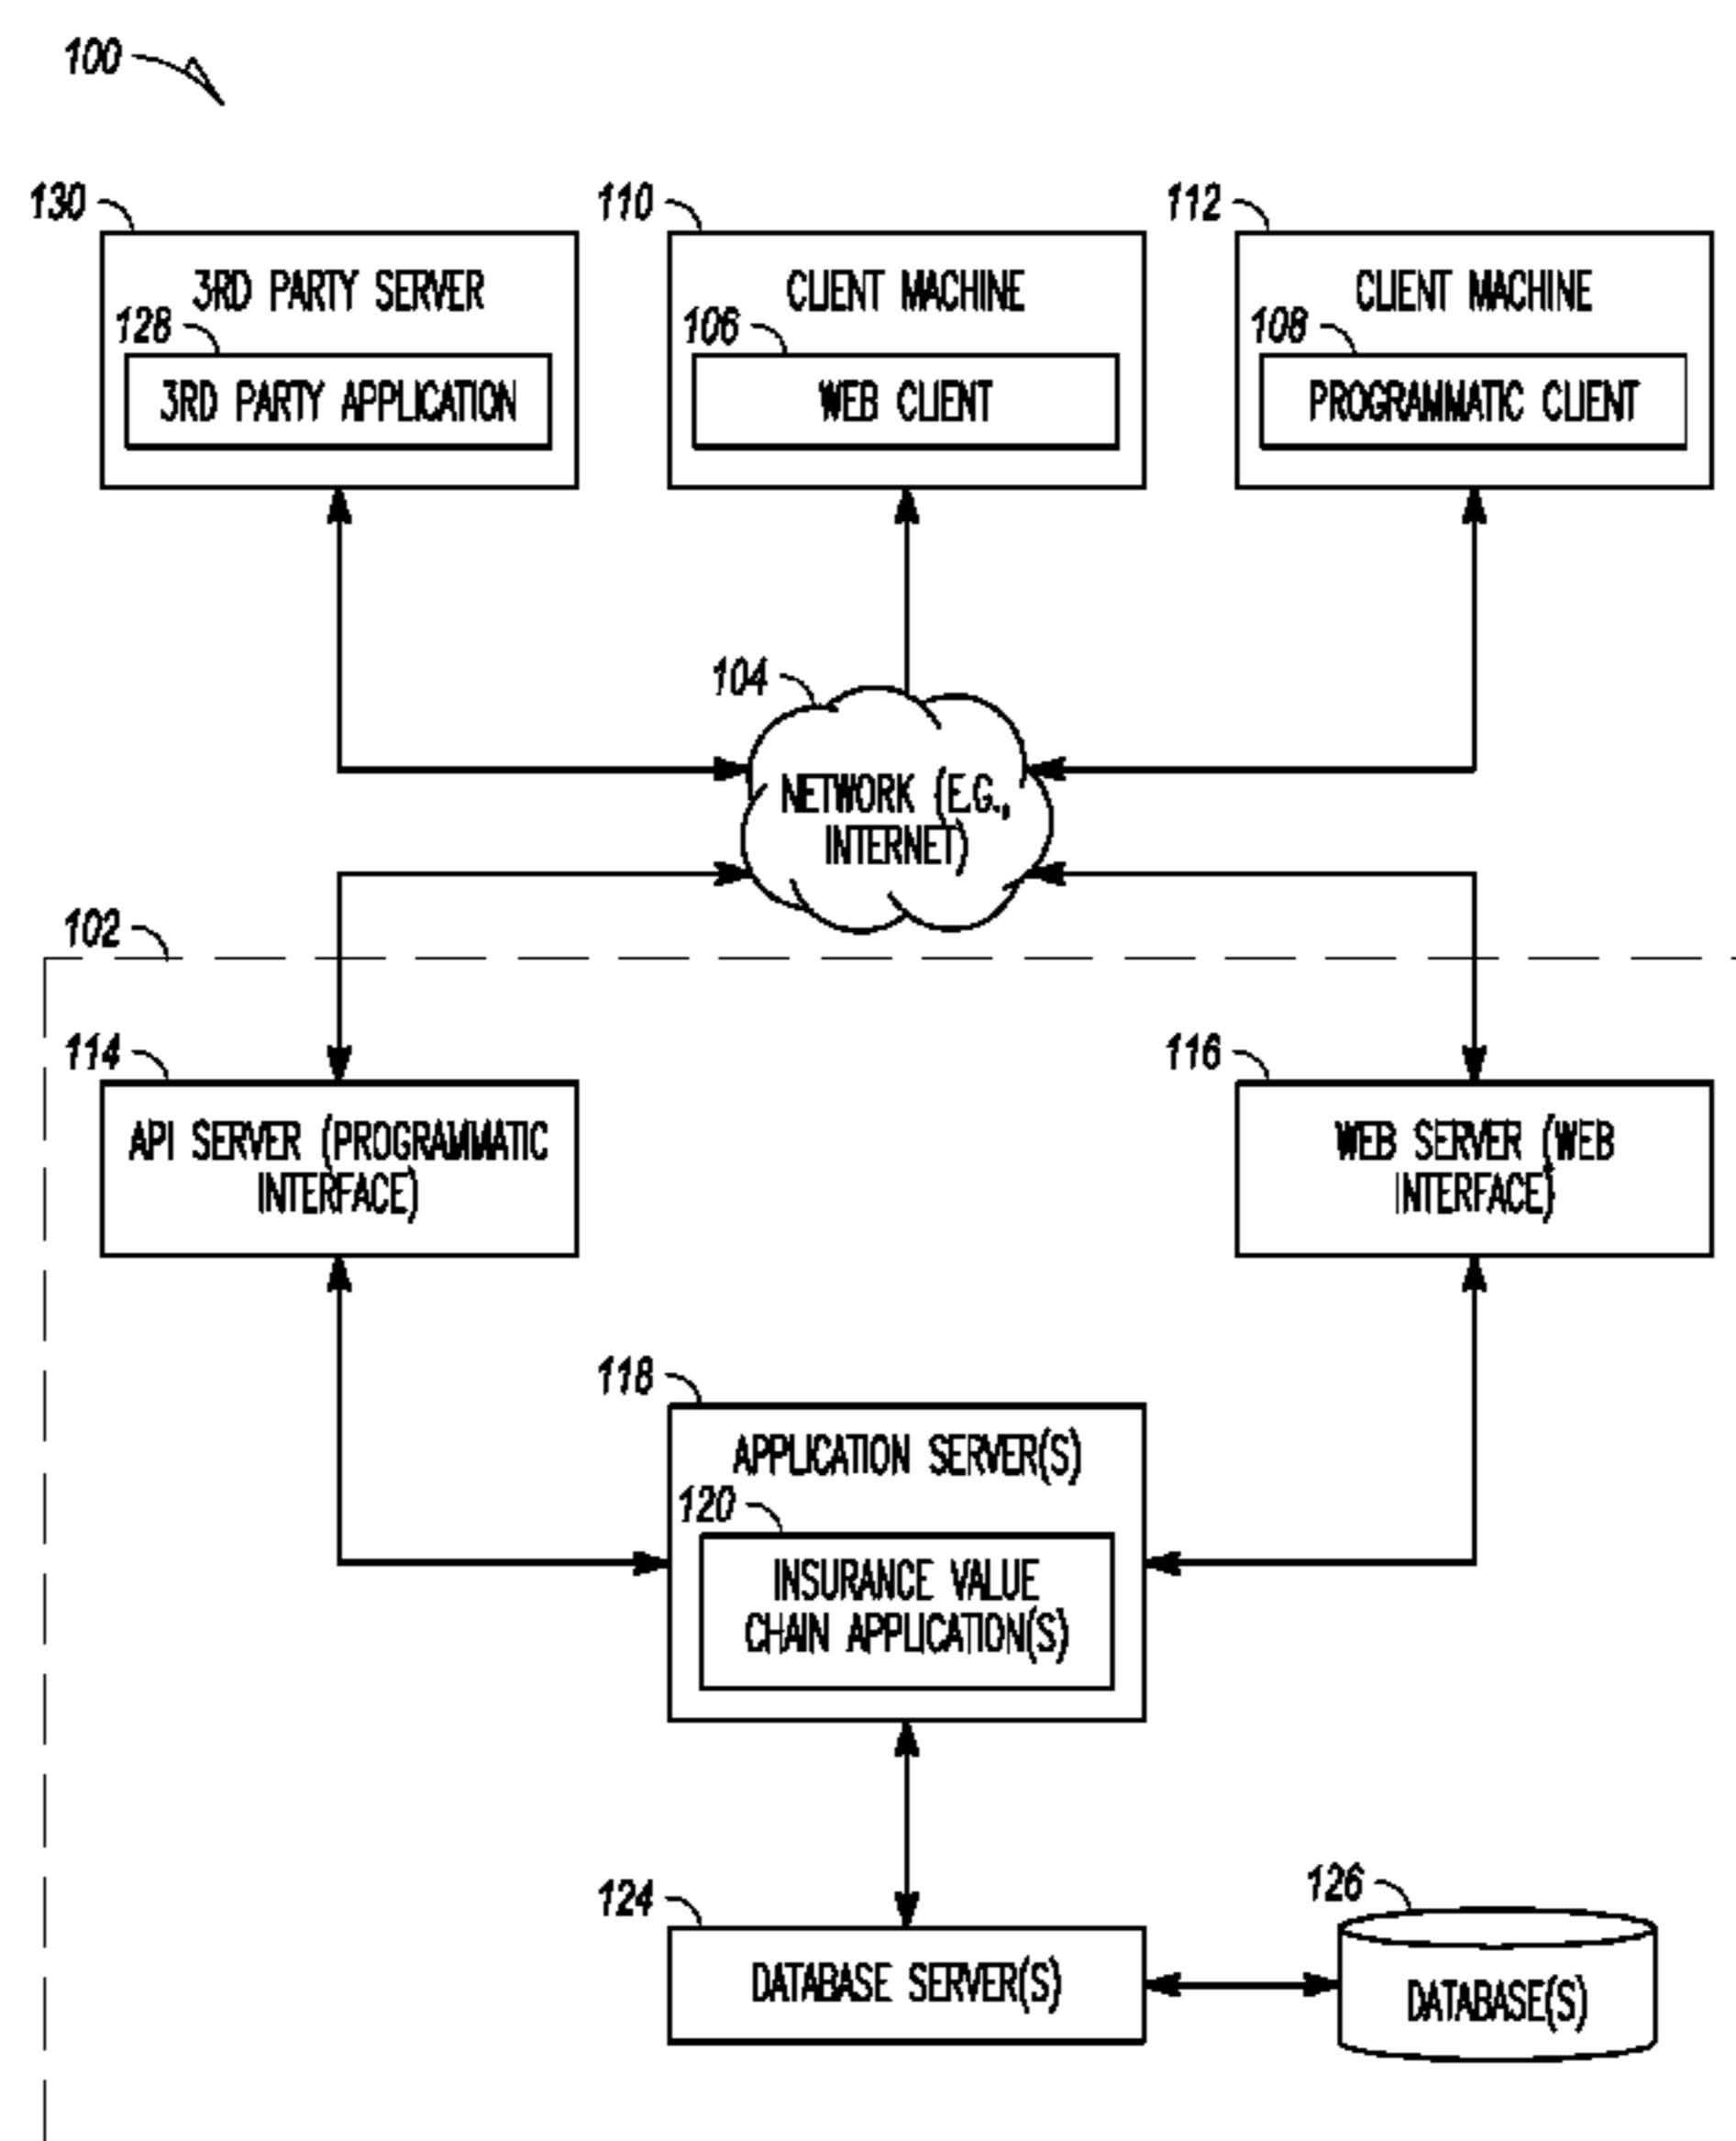 100
130
110
112
3RD PARTY SERVER
CLIENT MACHINE
CLIENT MACHINE
128
106
108
3RD PARTY APPLICATION
WEB CLIENT
PROGRAMMATIC CLIENT
104
NETWORK (E.G.,
INTERNET)
102
114
116
API SERVER (PROGRAMMATIC
INTERFACE)
WEB SERVER (WEB
INTERFACE)
118
APPLICATION SERVER(S)
120
INSURANCE VALUE
CHAIN APPLICATION(S)
124
126
DATABASE SERVER(S)
DATABASE(S)